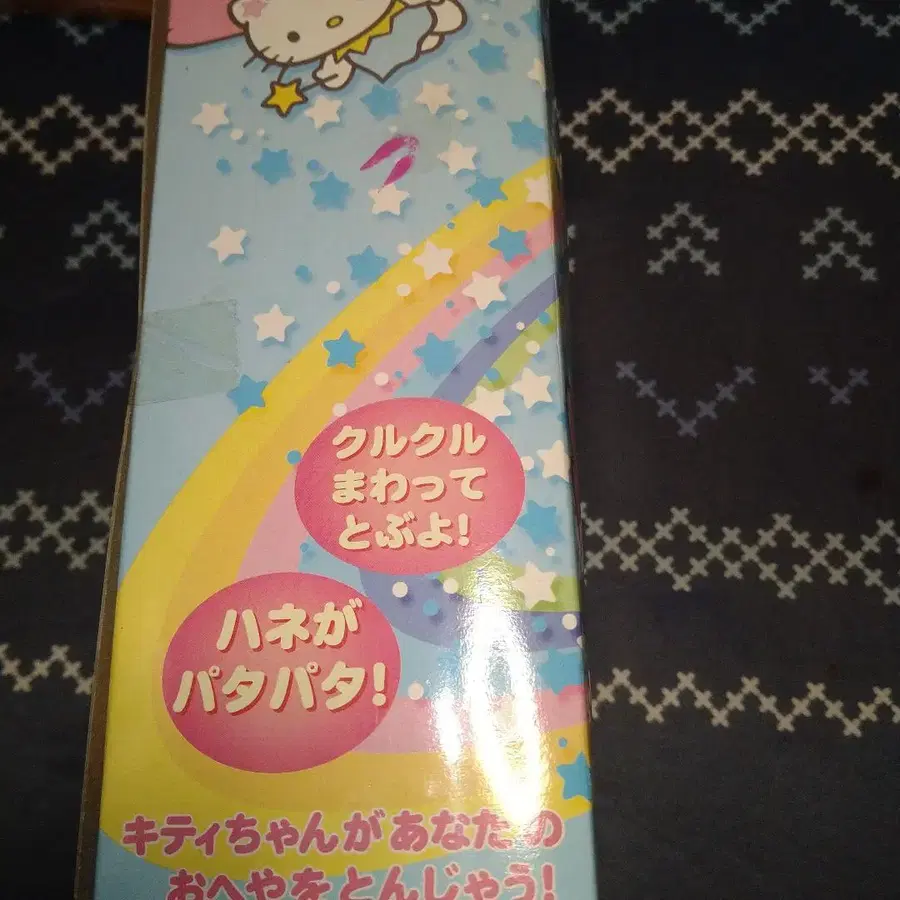 クルクル
まわって
とぶよ!
ハネが
パタパタ!
キティちゃんがあなたの
おへやをとんじゃう!